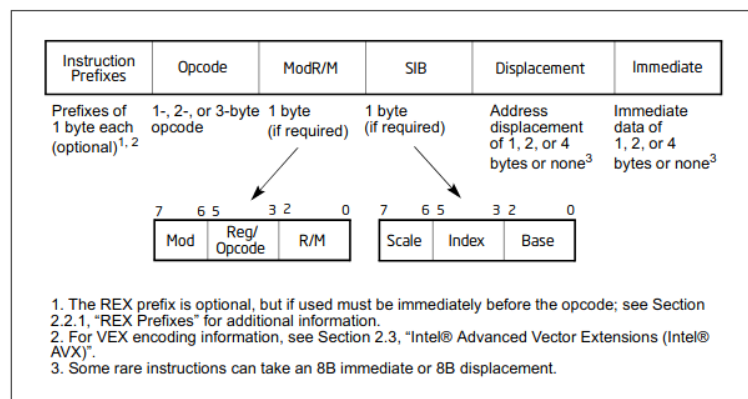 Instruction Prefixes Opcode ModR/M SIB Displacement Immediate
Prefixes of
1 byte each
(optional)1, 2
1-, 2-, or 3-byte
opcode
1 byte
(if required)
1 byte
(if required)
Address
displacement
of 1, 2, or 4
bytes or none3
Immediate
data of
1, 2, or 4
bytes or none3
7 6 5 3 2 0
Mod Reg/Opcode R/M
7 6 5 3 2 0
Scale Index Base
1. The REX prefix is optional, but if used must be immediately before the opcode; see Section
2.2.1, “REX Prefixes” for additional information.
2. For VEX encoding information, see Section 2.3, “Intel® Advanced Vector Extensions (Intel®
AVX)”.
3. Some rare instructions can take an 8B immediate or 8B displacement.